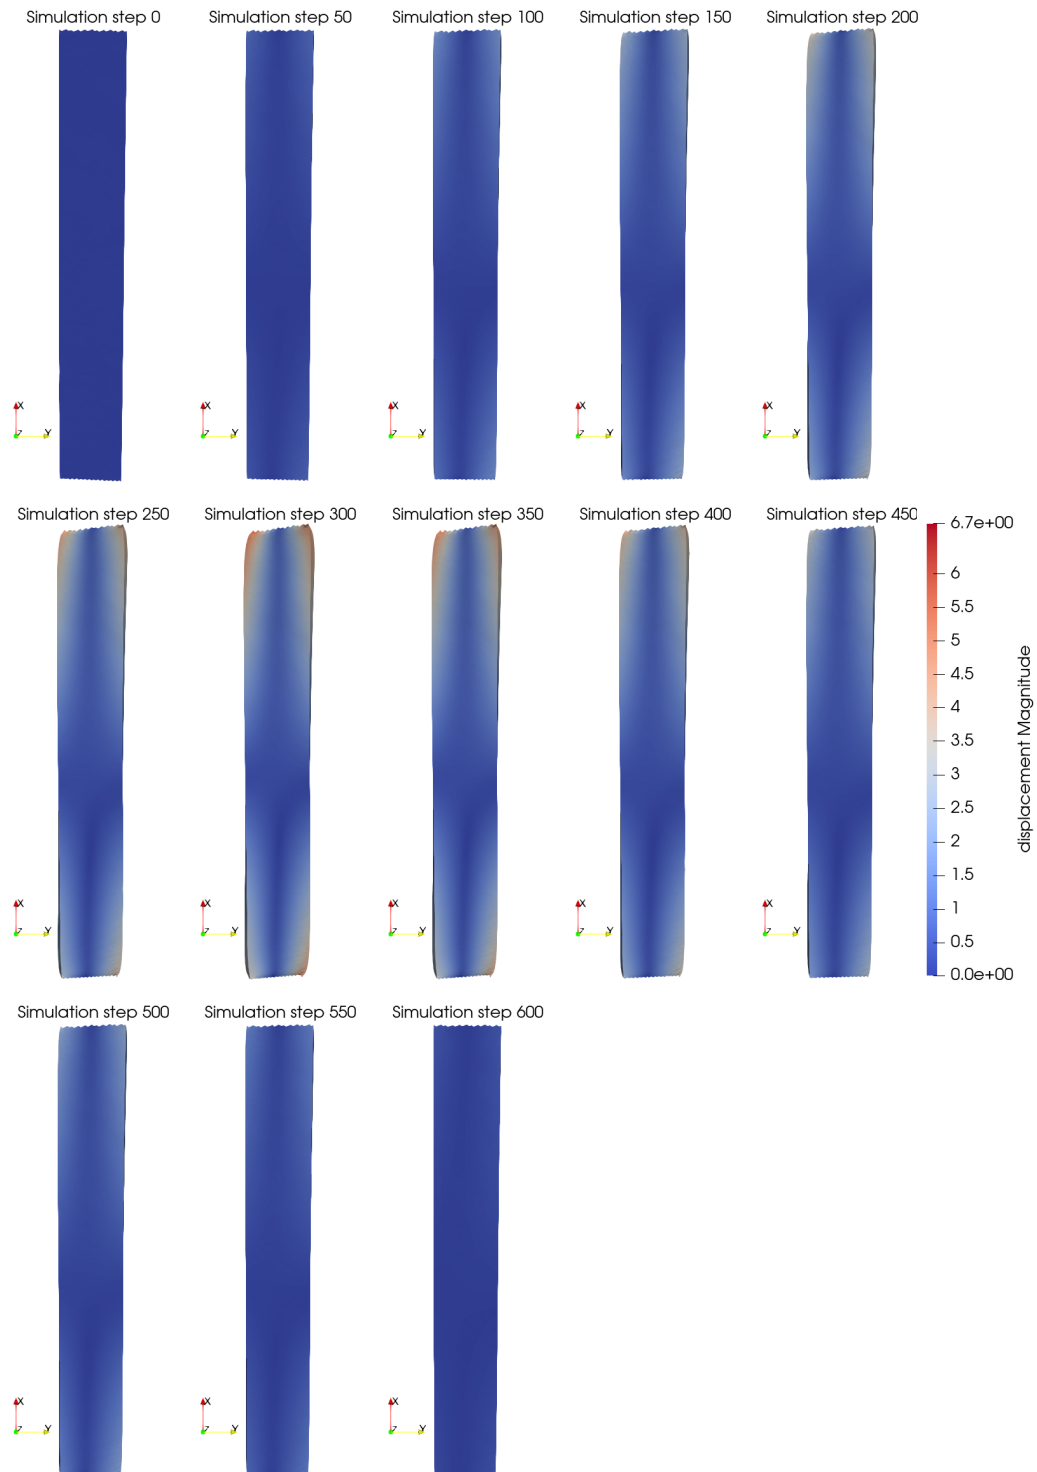 Simulation step 0
Simulation step 50
Simulation step 100
Simulation step 150
Simulation step 200
X
Z
Y
X
Z
Y
X
Z
Y
X
Z
Y
X
Z
Y
Simulation step 250
Simulation step 300
Simulation step 350
Simulation step 400
Simulation step 450
X
Z
Y
X
Z
Y
X
Z
Y
X
Z
Y
X
Z
Y
6.7e+00
6
5.5
5
4.5
4
3.5
3
2.5
2
1.5
1
0.5
0.0e+00
displacement Magnitude
Simulation step 500
Simulation step 550
Simulation step 600
X
Z
Y
X
Z
Y
X
Z
Y